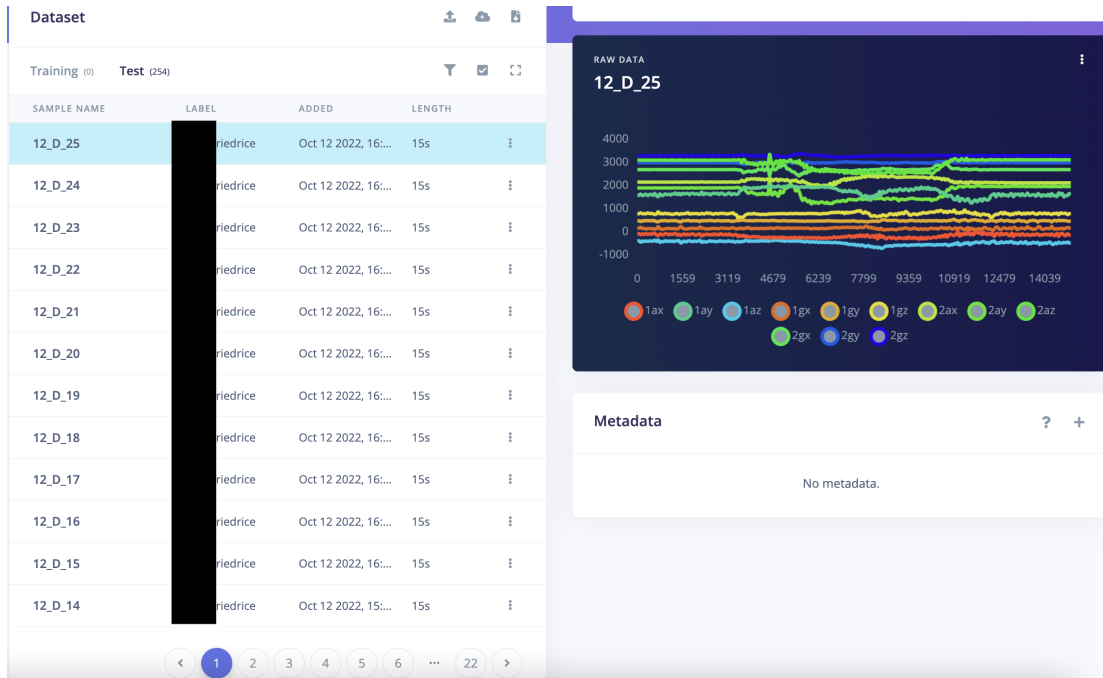 Dataset
Training (0) Test (254)
SAMPLE NAME LABEL ADDED LENGTH
12_D_25 riedrice Oct 12 2022, 16:... 15s
12_D_24 riedrice Oct 12 2022, 16:... 15s
12_D_23 riedrice Oct 12 2022, 16:... 15s
12_D_22 riedrice Oct 12 2022, 16:... 15s
12_D_21 riedrice Oct 12 2022, 16:... 15s
12_D_20 riedrice Oct 12 2022, 16:... 15s
12_D_19 riedrice Oct 12 2022, 16:... 15s
12_D_18 riedrice Oct 12 2022, 16:... 15s
12_D_17 riedrice Oct 12 2022, 16:... 15s
12_D_16 riedrice Oct 12 2022, 16:... 15s
12_D_15 riedrice Oct 12 2022, 16:... 15s
12_D_14 riedrice Oct 12 2022, 15:... 15s
1 2 3 4 5 6 ... 22
RAW DATA
12_D_25
4000
3000
2000
1000
0
-1000
0 1559 3119 4679 6239 7799 9359 10919 12479 14039
1ax 1ay 1az 1gx 1gy 1gz 2ax 2ay 2az
2gx 2gy 2gz
Metadata ? +
No metadata.